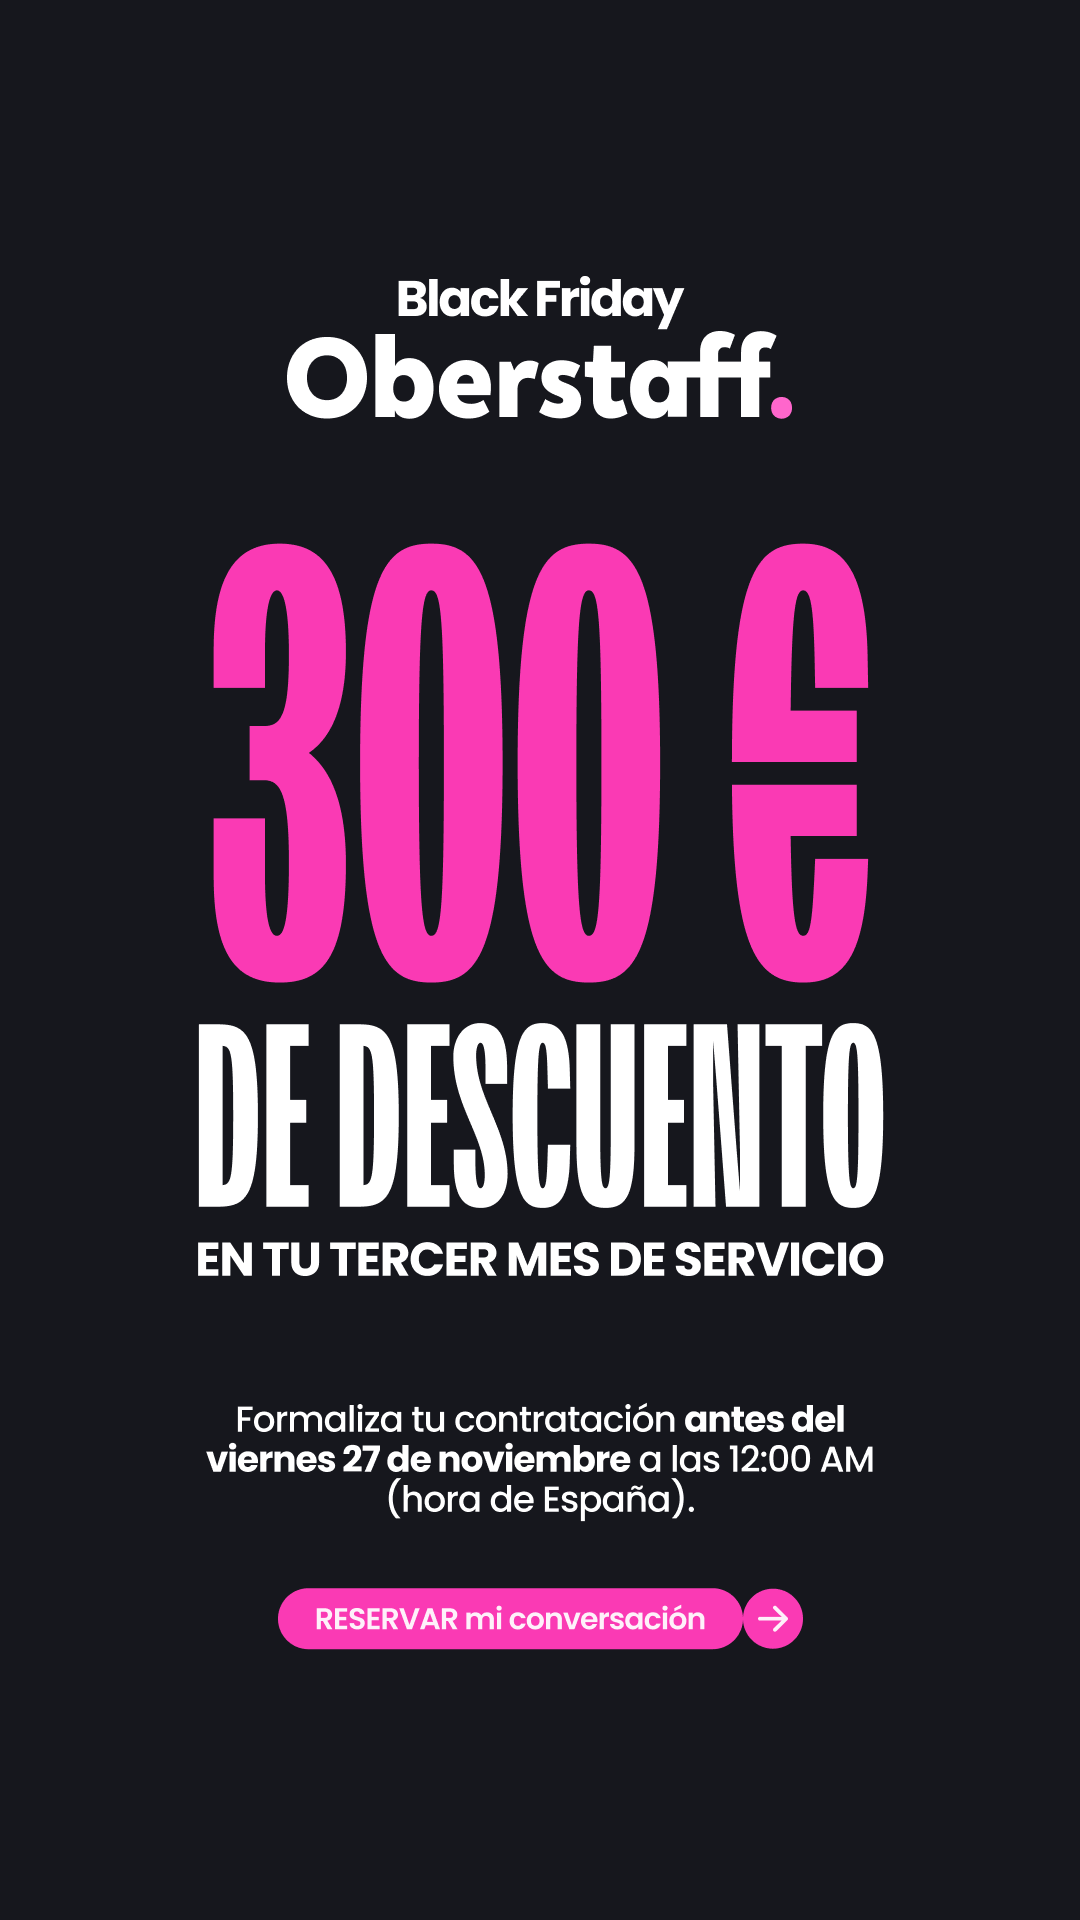 Black Friday
Oberstaff.
300 €
DE DESCUENTO
EN TU TERCER MES DE SERVICIO
Formaliza tu contratación antes del
viernes 27 de noviembre a las 12:00 AM
(hora de España).
RESERVAR mi conversación